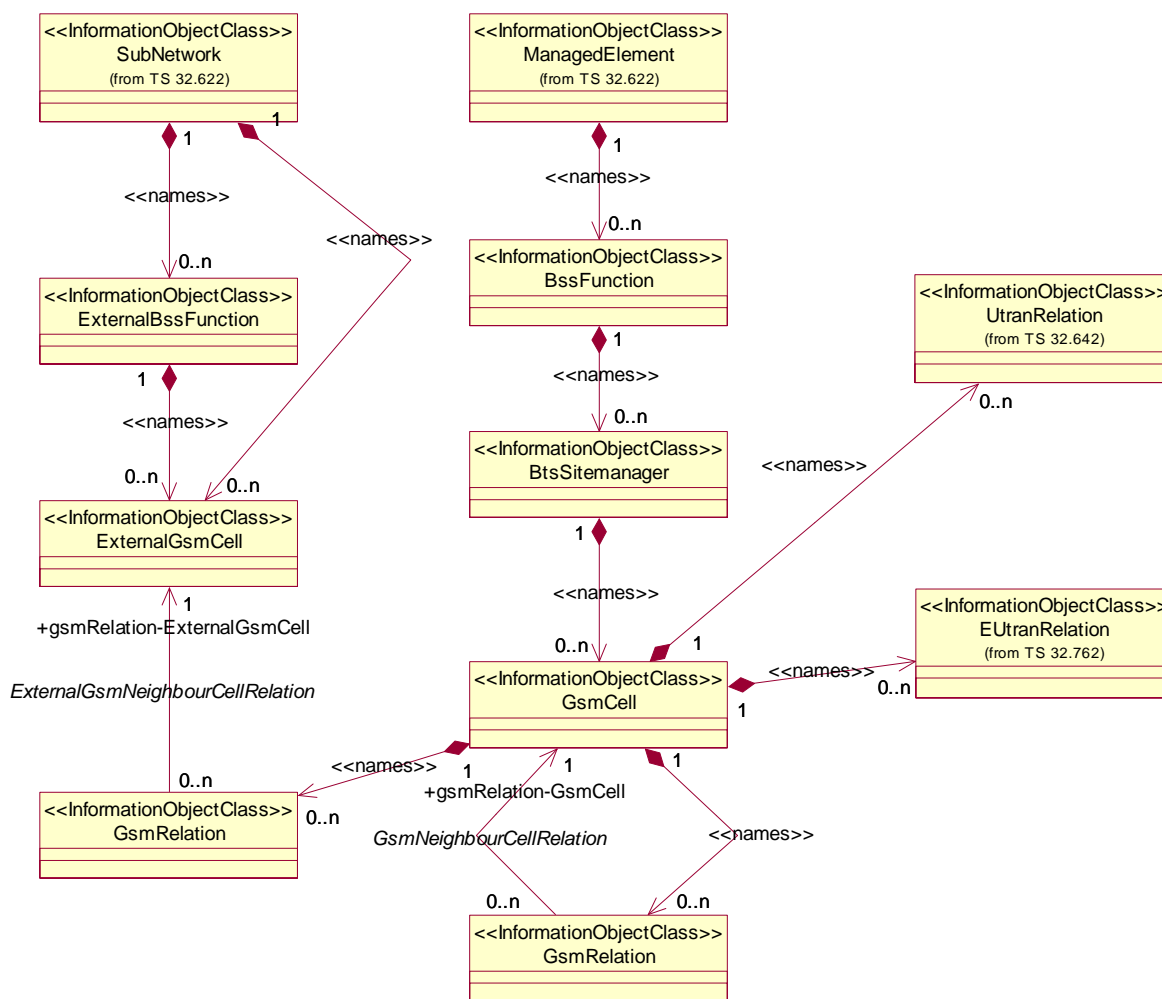 <<InformationObjectClass>>
SubNetwork
(from TS 32.622)
<<InformationObjectClass>>
ManagedElement
(from TS 32.622)
1
1
1
<<names>>
<<names>>
<<names>>
0..n
0..n
<<InformationObjectClass>>
ExternalBssFunction
<<InformationObjectClass>>
BssFunction
<<InformationObjectClass>>
UtranRelation
(from TS 32.642)
1
1
<<names>>
<<names>>
0..n
0..n
<<InformationObjectClass>>
BtsSitemanager
<<names>>
0..n
0..n
<<InformationObjectClass>>
ExternalGsmCell
1
<<names>>
1
+gsmRelation-ExternalGsmCell
0..n
1
<<InformationObjectClass>>
EUtranRelation
(from TS 32.762)
<<names>>
0..n
1
<<InformationObjectClass>>
GsmCell
ExternalGsmNeighbourCellRelation
<<names>>
1
1
1
+gsmRelation-GsmCell
0..n
0..n
<<InformationObjectClass>>
GsmRelation
GsmNeighbourCellRelation
<<names>>
0..n
0..n
<<InformationObjectClass>>
GsmRelation